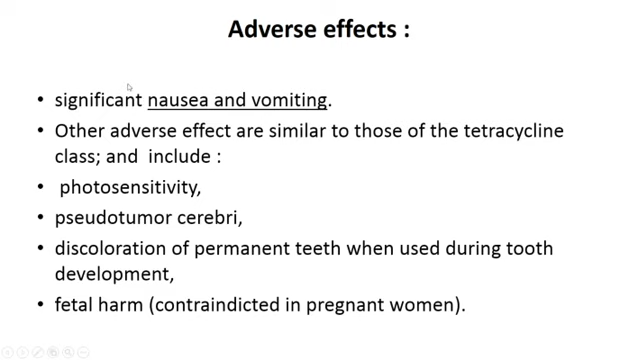 Adverse effects :
• significant nausea and vomiting.
• Other adverse effect are similar to those of the tetracycline
class; and include :
• photosensitivity,
• pseudotumor cerebri,
• discoloration of permanent teeth when used during tooth
development,
• fetal harm (contraindicted in pregnant women).